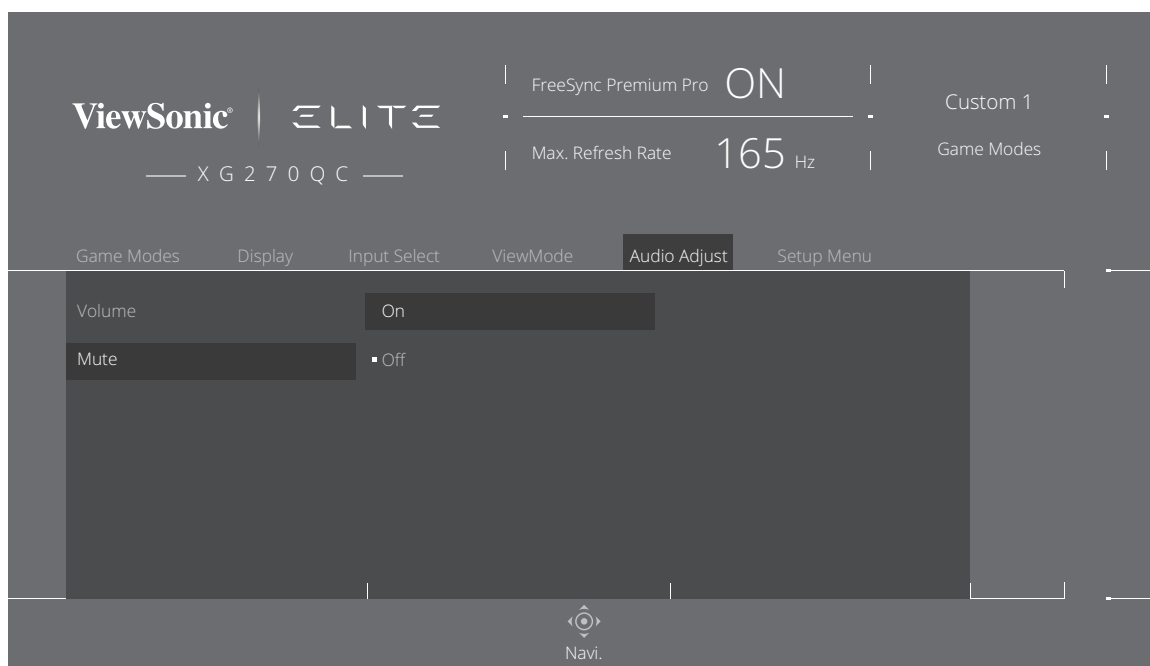 ViewSonic® ELITE
XG270QC
FreeSync Premium Pro ON
Max. Refresh Rate 165 Hz
Custom 1
Game Modes
Game Modes Display Input Select ViewMode Audio Adjust Setup Menu
Volume On
Mute Off
Navi.